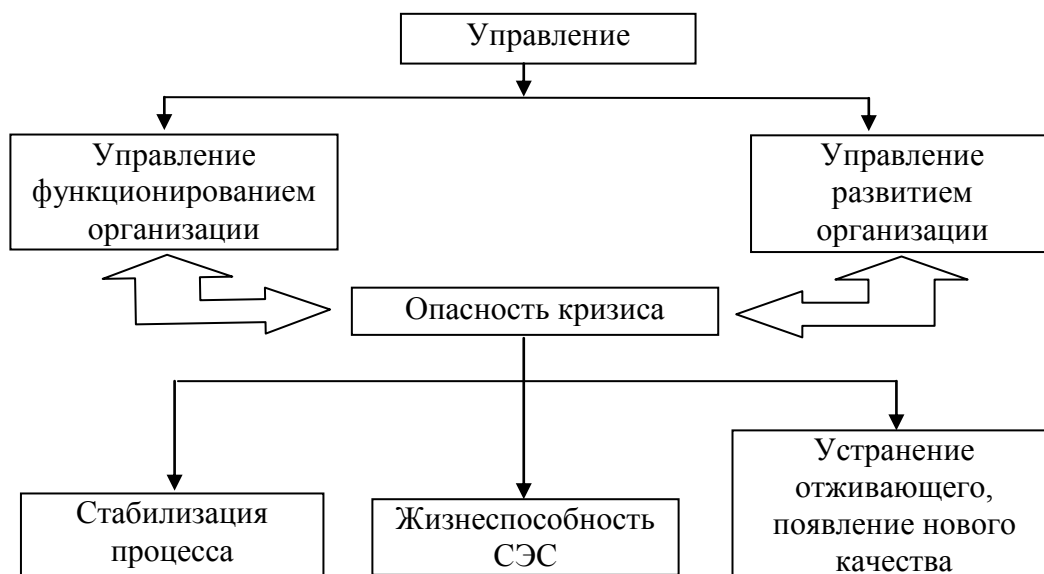 Управление
Управление
функционированием
организации
Управление
развитием
организации
Опасность кризиса
Стабилизация
процесса
Жизнеспособность
СЭС
Устранение
отживающего,
появление нового
качества